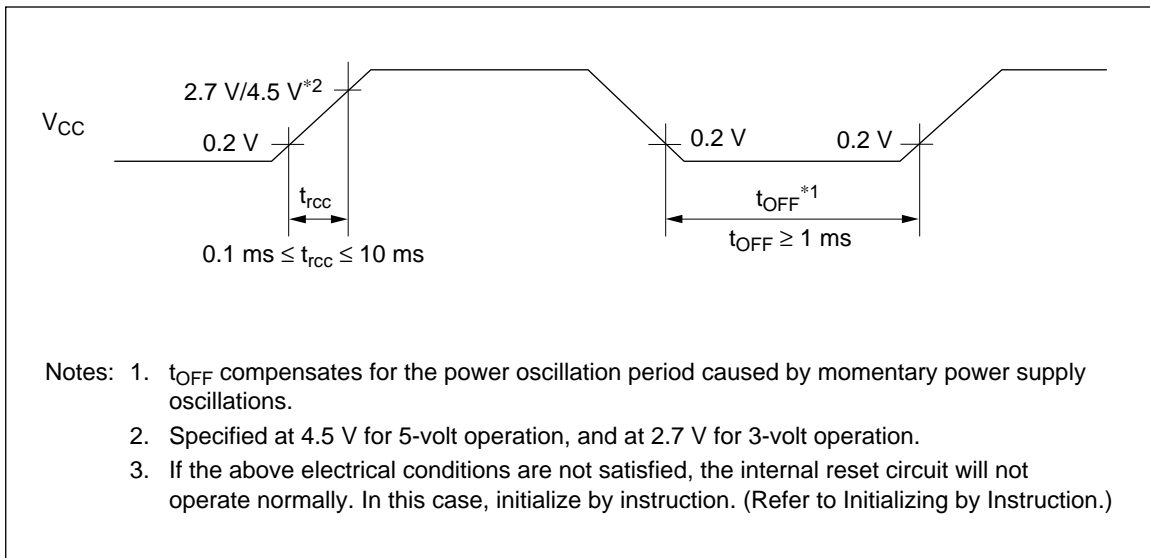 2.7 V/4.5 V*2
VCC
0.2 V
0.2 V
0.2 V
trcc
tOFF*1
0.1 ms ≤ trcc ≤ 10 ms
tOFF ≥ 1 ms
Notes: 1. tOFF compensates for the power oscillation period caused by momentary power supply
oscillations.
2. Specified at 4.5 V for 5-volt operation, and at 2.7 V for 3-volt operation.
3. If the above electrical conditions are not satisfied, the internal reset circuit will not
operate normally. In this case, initialize by instruction. (Refer to Initializing by Instruction.)